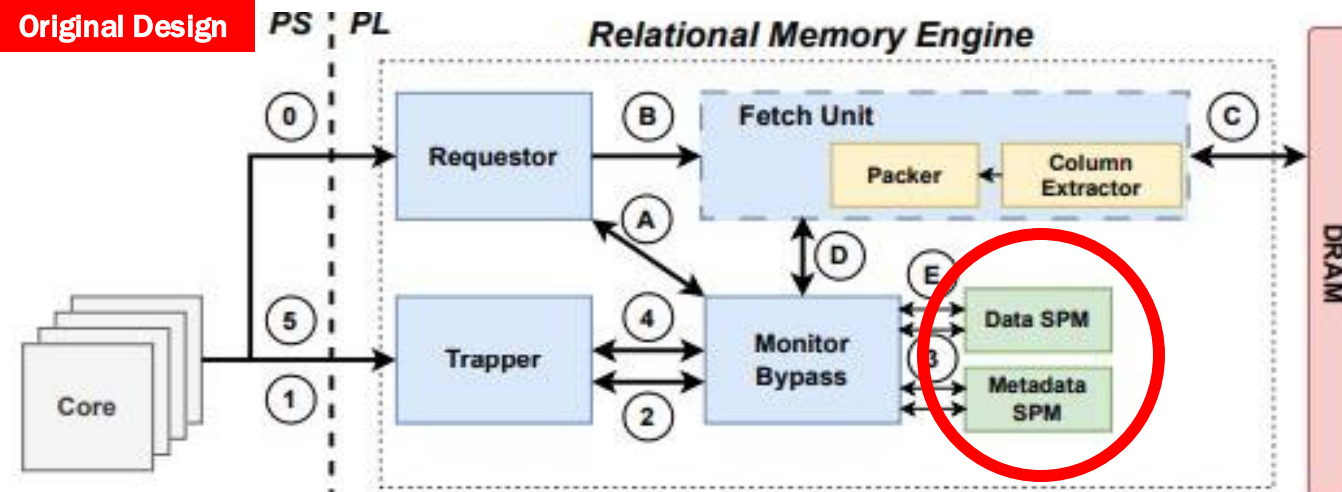 Original Design
PS
PL
Relational Memory Engine
0
B
Fetch Unit
C
Requestor
Packer
Column
Extractor
A
D
E
DRAM
5
4
Data SPM
Trapper
Monitor
Bypass
3
Core
1
2
Metadata
SPM